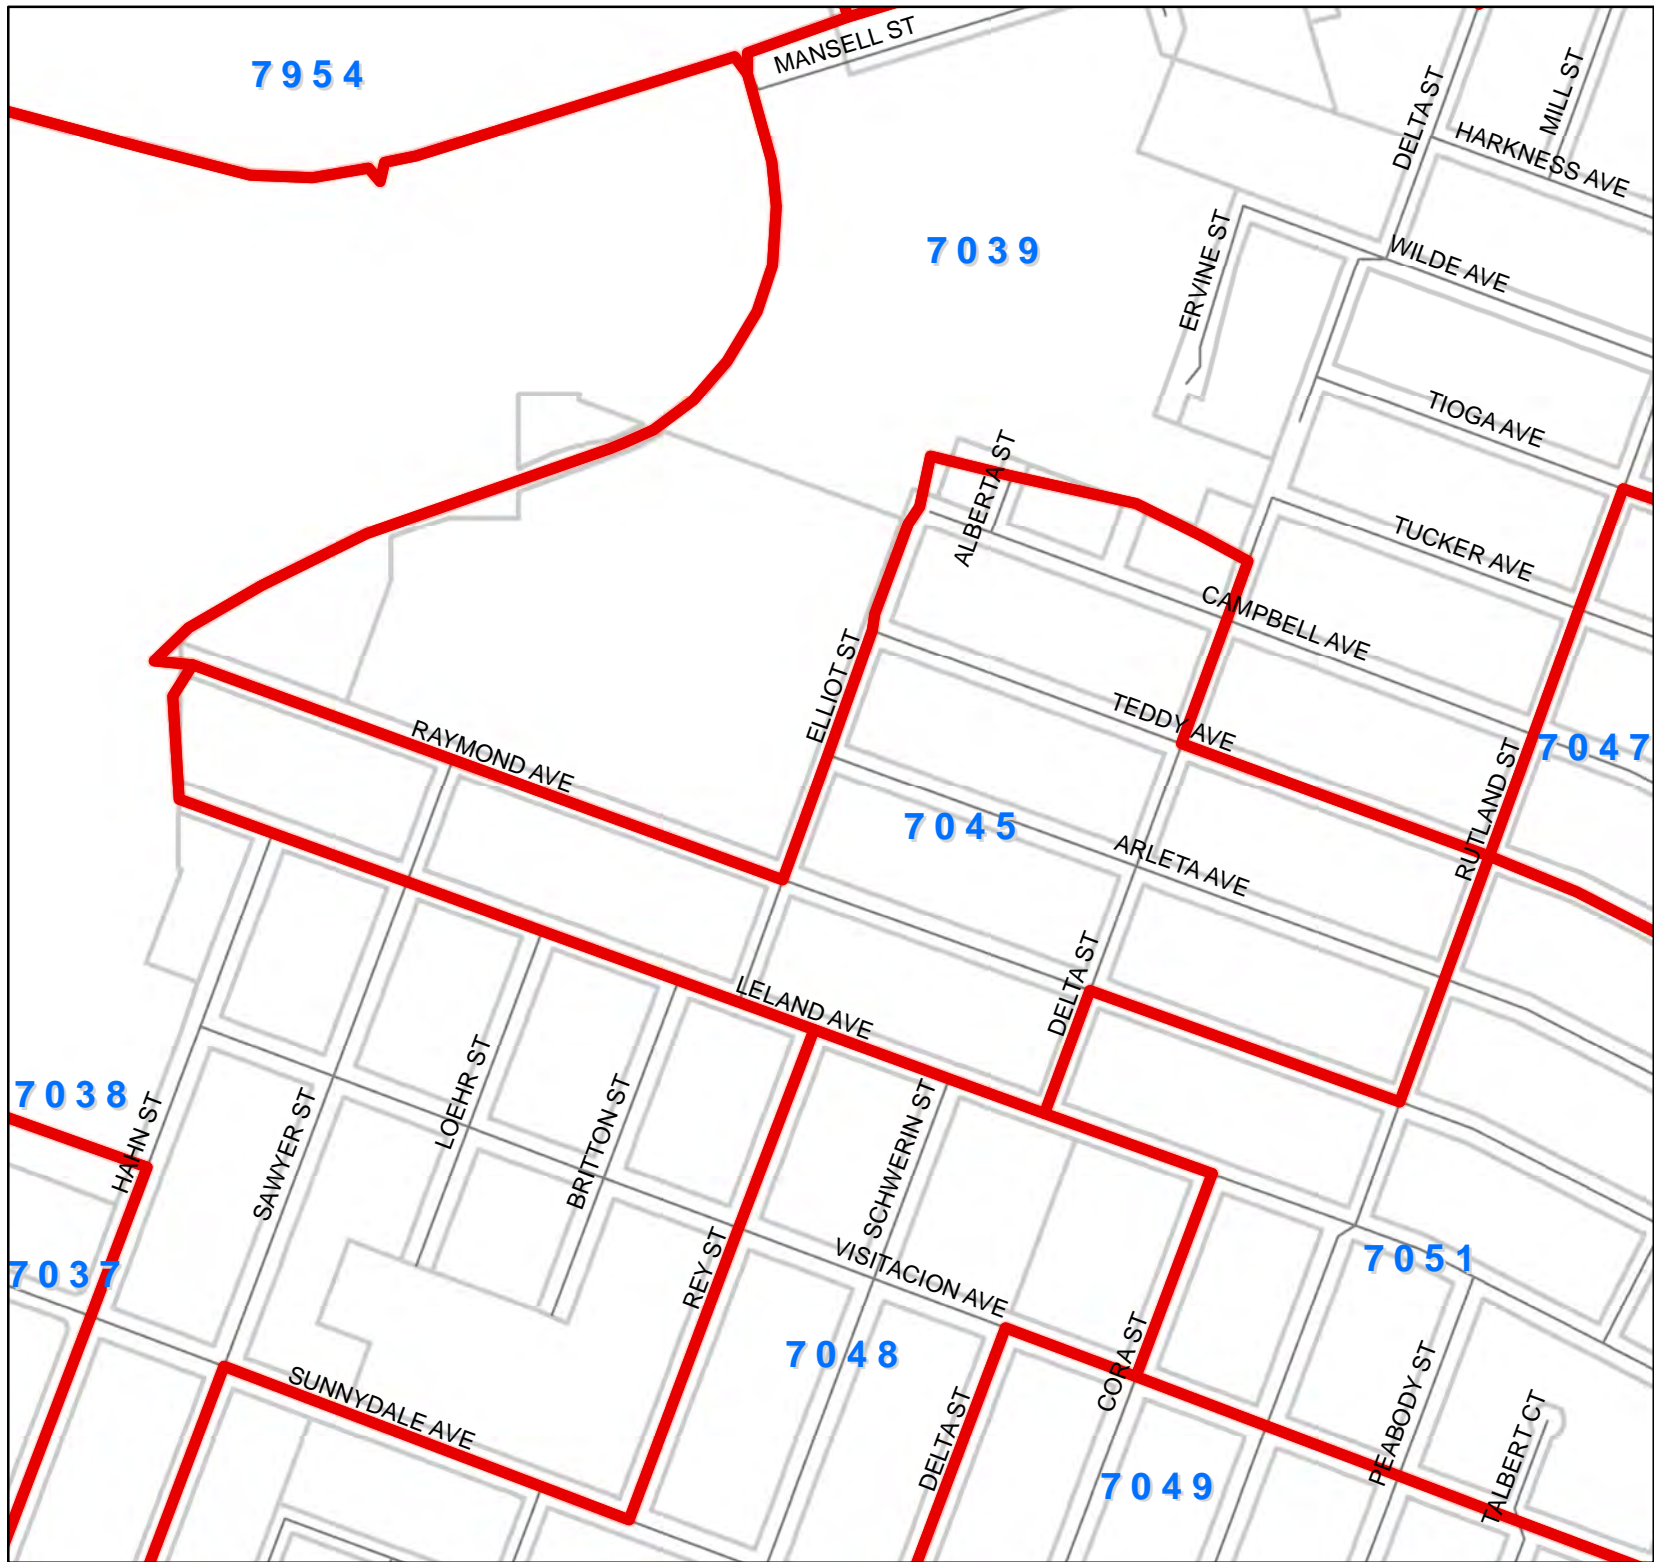 MANSELL ST
7954
DELTA ST
MILL ST
HARKNESS AVE
7039
ERVINE ST
WILDE AVE
TIOGA AVE
ALBERTA ST
TUCKER AVE
CAMPBELL AVE
ELLIOT ST
TEDDY AVE
RAYMOND AVE
7047
RUTLAND ST
7045
ARLETA AVE
DELTA ST
LELAND AVE
LOEHR ST
7038
HAHN ST
SAWYER ST
BRITTON ST
SCHWERIN ST
REY ST
VISITACION AVE
7051
7037
7048
CORA ST
PEABODY ST
SUNNYDALE AVE
DELTA ST
TALBERT CT
7049